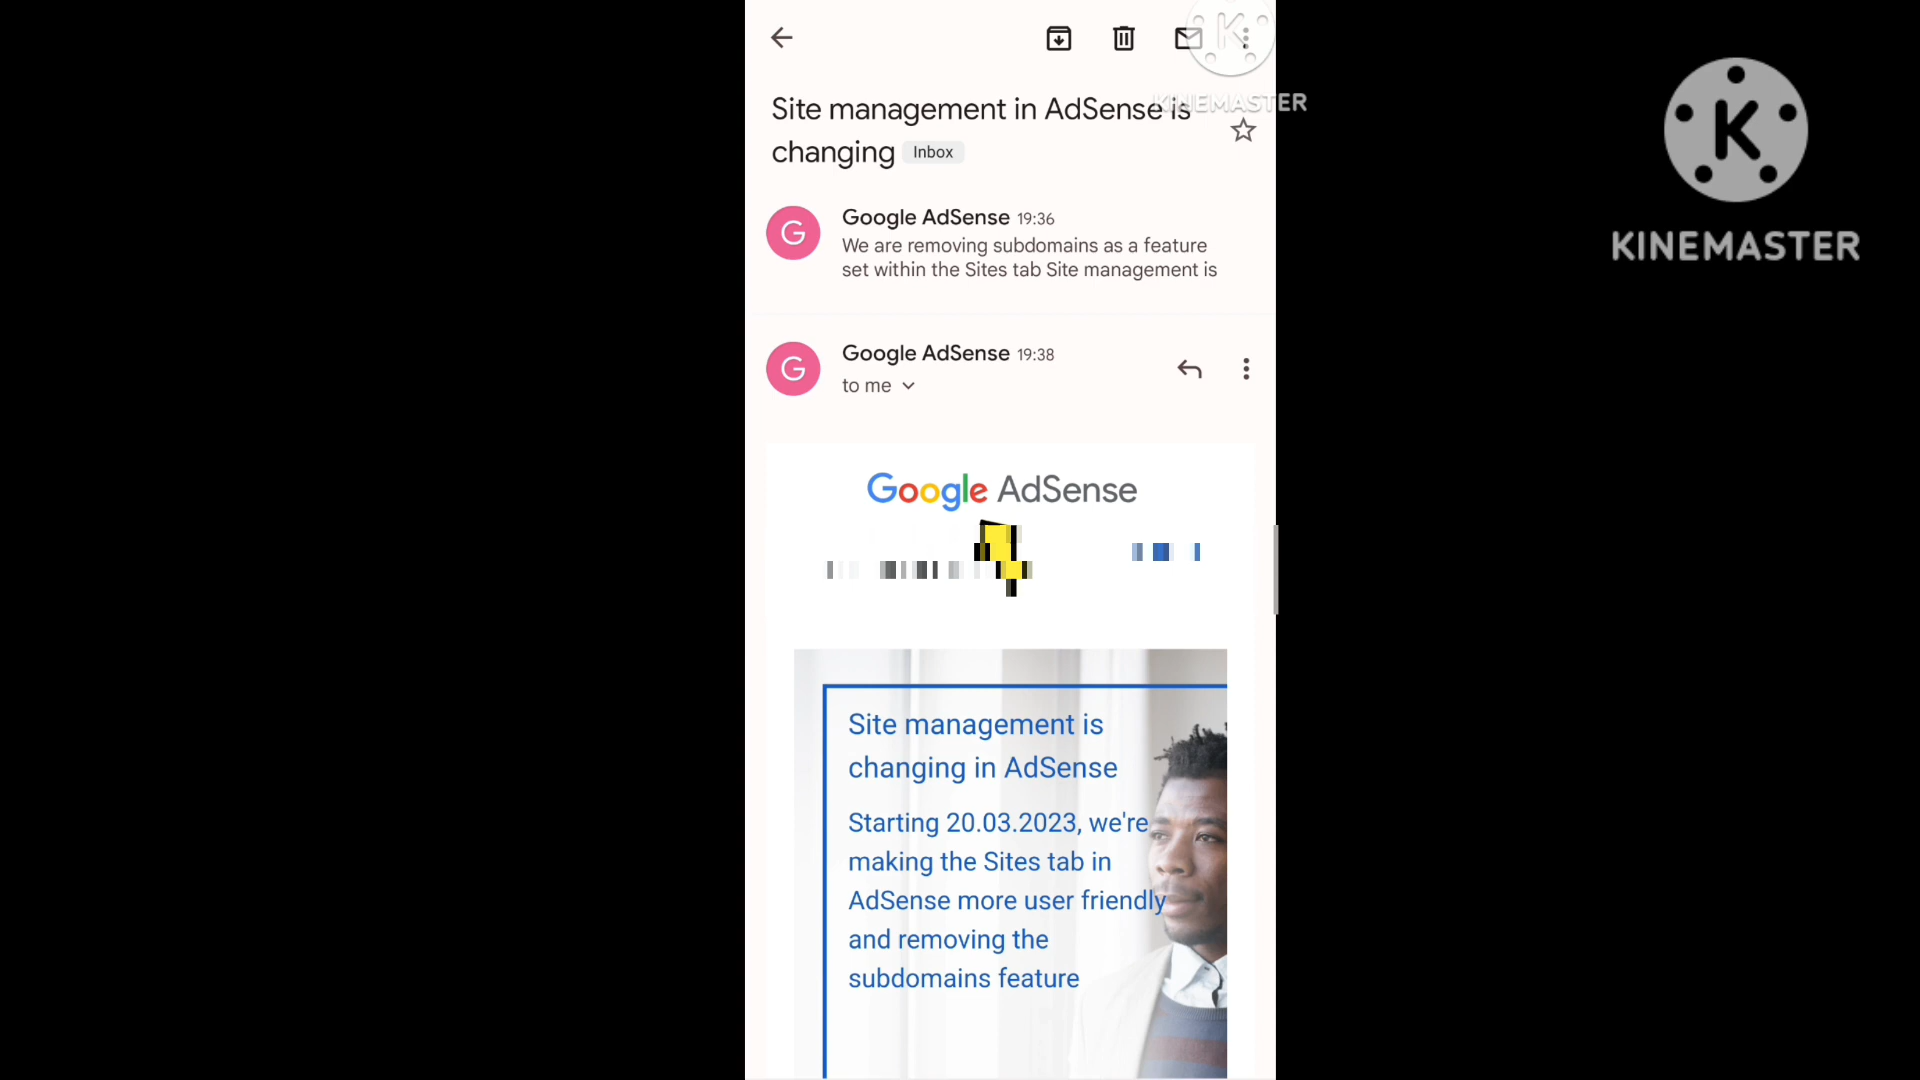 Site management in AdSense is
changing Inbox
KINEMASTER
K
KINEMASTER
G
Google AdSense 19:36
We are removing subdomains as a feature
set within the Sites tab Site management is
G
Google AdSense 19:38
to me
Google AdSense
Site management is
changing in AdSense
Starting 20.03.2023, we're
making the Sites tab in
AdSense more user friendly
and removing the
subdomains feature